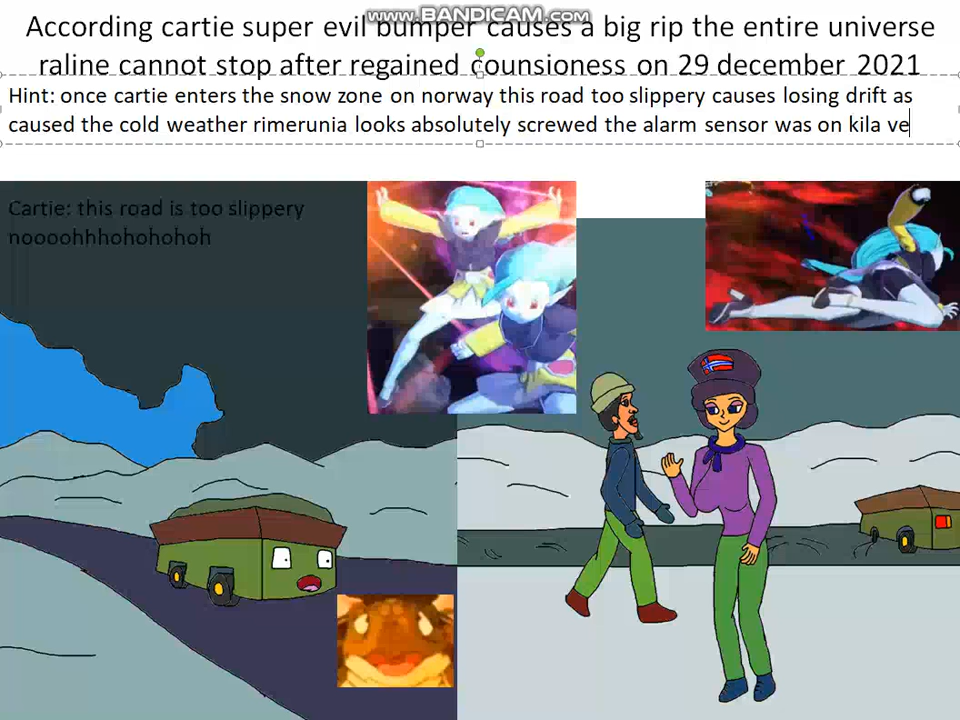 www.BANDICAM.com
According cartie super evil bumper causes a big rip the entire universe
raline cannot stop after regained counsioness on 29 december 2021
Hint: once cartie enters the snow zone on norway this road too slippery causes losing drift as
caused the cold weather rimerunia looks absolutely screwed the alarm sensor was on kila ve
Cartie: this road is too slippery
noooohhhohohohoh